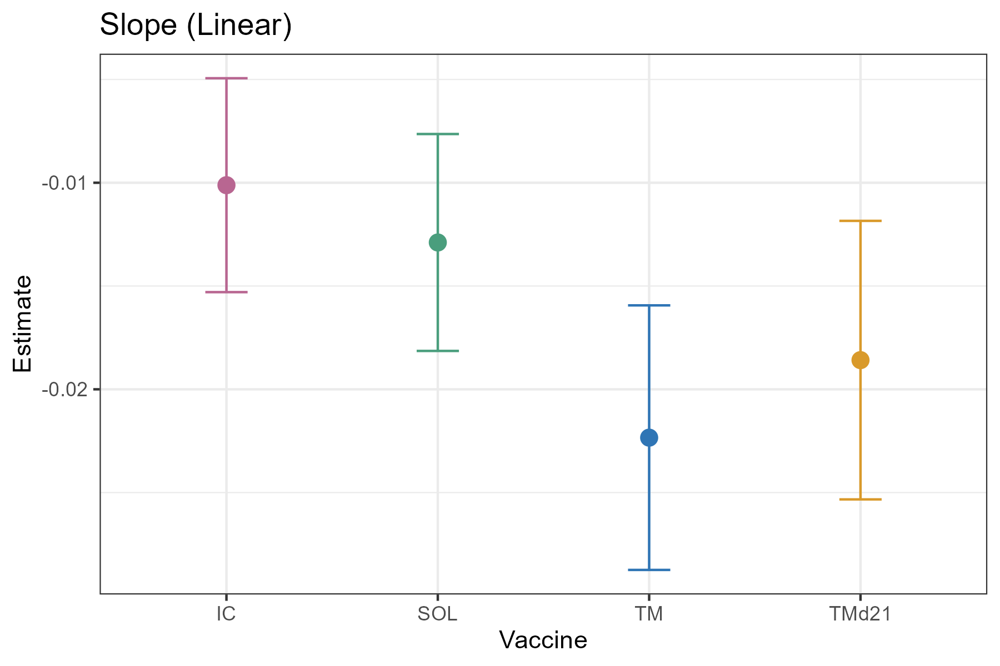 Slope (Linear)
Estimate
-0.01
-0.02
IC
SOL
TM
TMd21
Vaccine